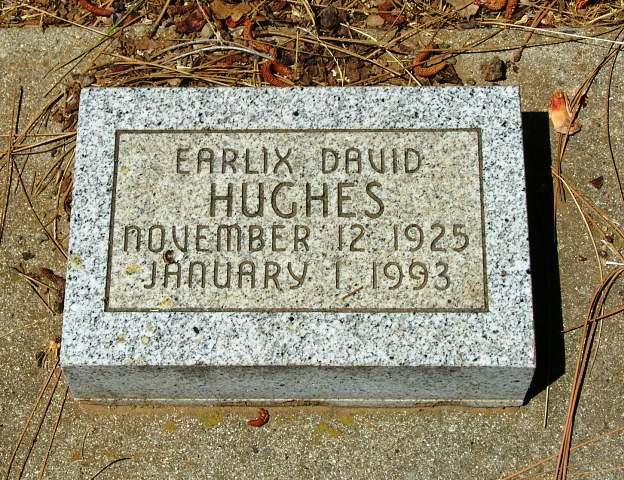 EARLIX DAVID
HUGHES
NOVEMBER 12 1925
JANUARY 1 1993